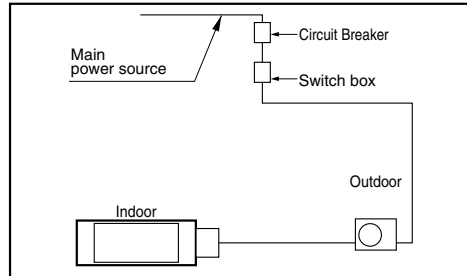 Circuit Breaker
Main
power source
Switch box
Outdoor
Indoor